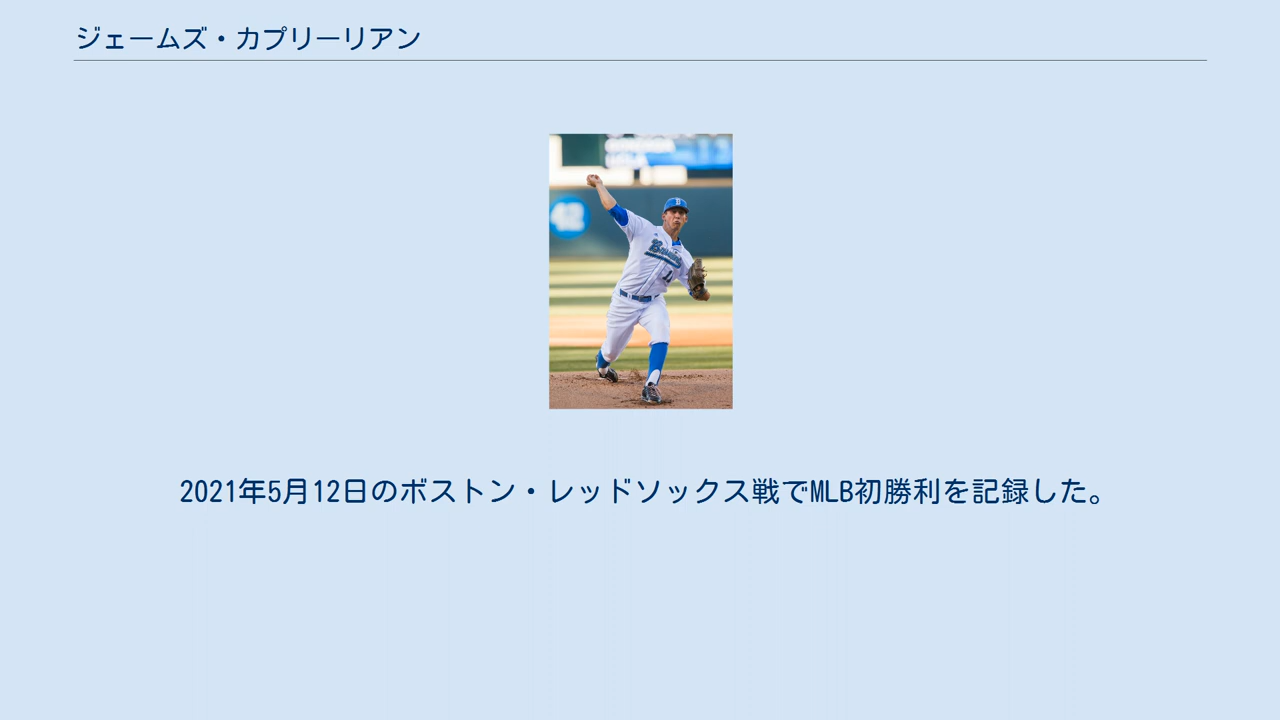 ジェームズ・カプリーリアン
42
B
Bruins
2021年5月12日のボストン・レッドソックス戦でMLB初勝利を記録した。